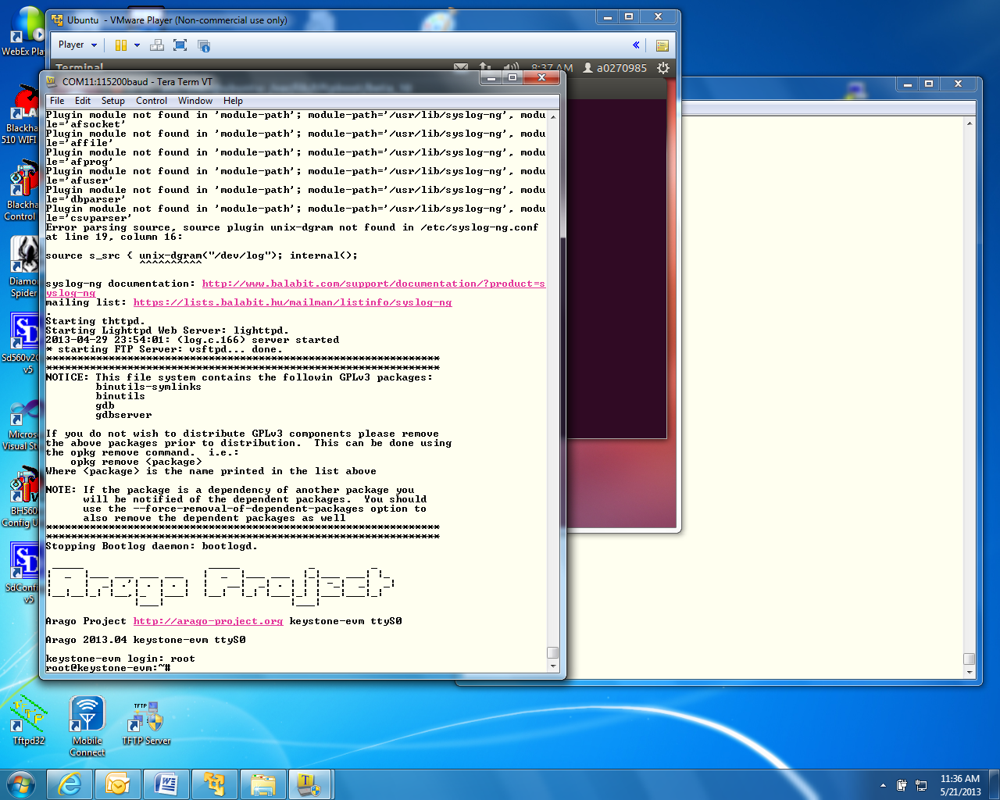 Ubuntu - VMware Player (Non-commercial use only)
Player
Terminal
8:37 AM
a0270985
COM11:115200baud - Tera Term VT
File Edit Setup Control Window Help
Plugin module not found in 'module-path'; module-path='/usr/lib/syslog-ng', modu
le='afsocket'
Plugin module not found in 'module-path'; module-path='/usr/lib/syslog-ng', modu
le='affile'
Plugin module not found in 'module-path'; module-path='/usr/lib/syslog-ng', modu
le='afprog'
Plugin module not found in 'module-path'; module-path='/usr/lib/syslog-ng', modu
le='afuser'
Plugin module not found in 'module-path'; module-path='/usr/lib/syslog-ng', modu
le='dbparser'
Plugin module not found in 'module-path'; module-path='/usr/lib/syslog-ng', modu
le='csvparser'
Error parsing source, source plugin unix-dgram not found in /etc/syslog-ng.conf
at line 19, column 16:
source s_src { unix-dgram("/dev/log"); internal();
^^^^^^^^^^
syslog-ng documentation: http://www.balabit.com/support/documentation/?product=s
yslog-ng
mailing list: https://lists.balabit.hu/mailman/listinfo/syslog-ng
.
Starting thttpd.
Starting Lighttpd Web Server: lighttpd.
2013-04-29 23:54:01: (log.c.166) server started
* starting FTP Server: vsftpd... done.
***************************************************************
***************************************************************
NOTICE: This file system contains the followin GPLv3 packages:
binutils-symlinks
binutils
gdb
gdbserver
If you do not wish to distribute GPLv3 components please remove
the above packages prior to distribution.  This can be done using
the opkg remove command.  i.e.:
opkg remove <package>
Where <package> is the name printed in the list above
NOTE: If the package is a dependency of another package you
will be notified of the dependent packages.  You should
use the --force-removal-of-dependent-packages option to
also remove the dependent packages as well
***************************************************************
***************************************************************
Stopping Bootlog daemon: bootlogd.
Arago Project
Arago Project http://arago-project.org keystone-evm ttyS0
Arago 2013.04 keystone-evm ttyS0
keystone-evm login: root
root@keystone-evm:~#
WebEx Pla
Blackha
510 WIFI
Blackha
Control
Diamo
Spider
Sd560v2
v5
Micros
Visual St
BH560
Config U
SdConfi
v5
Tftpd32
Mobile
Connect
TFTP
TFTP Server
11:36 AM
5/21/2013